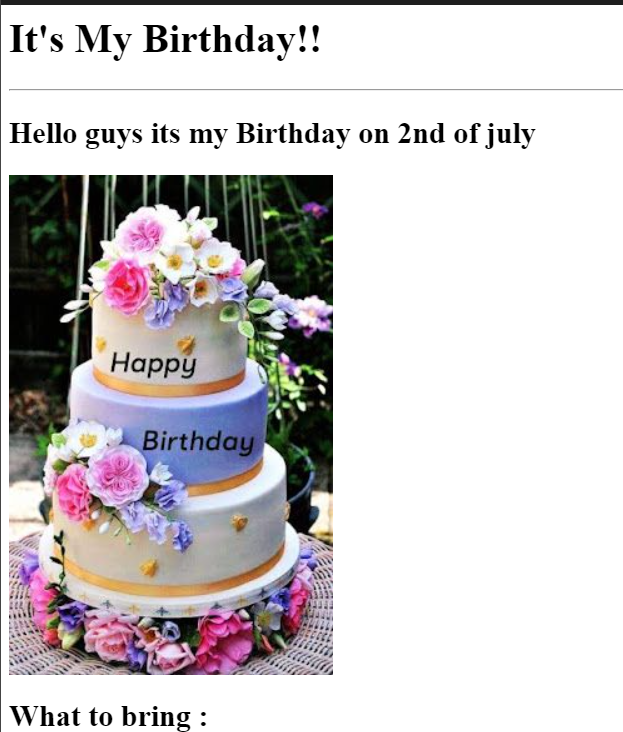 It's My Birthday!!
Hello guys its my Birthday on 2nd of july
Happy
Birthday
What to bring :